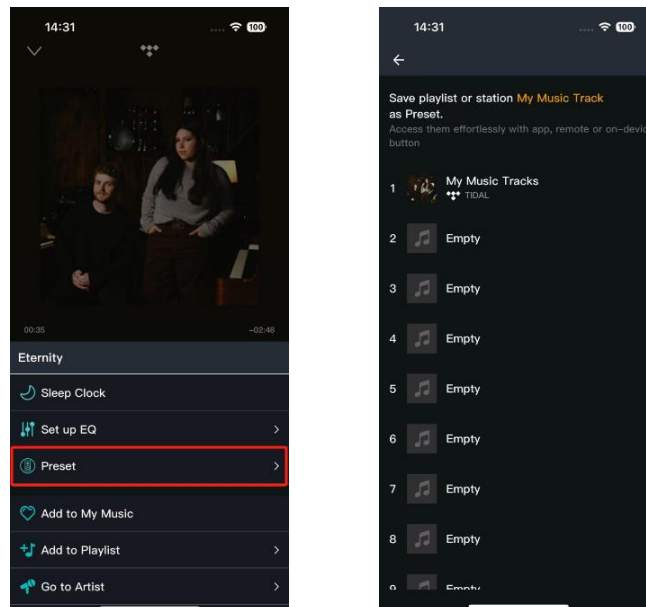 14:31
100
00:35
-02:48
Eternity
Sleep Clock
Set up EQ
Preset
Add to My Music
Add to Playlist
Go to Artist
14:31
100
Save playlist or station My Music Track
as Preset.
Access them effortlessly with app, remote or on-devic
button
1
My Music Tracks
TIDAL
2
Empty
3
Empty
4
Empty
5
Empty
6
Empty
7
Empty
8
Empty
9
Empty